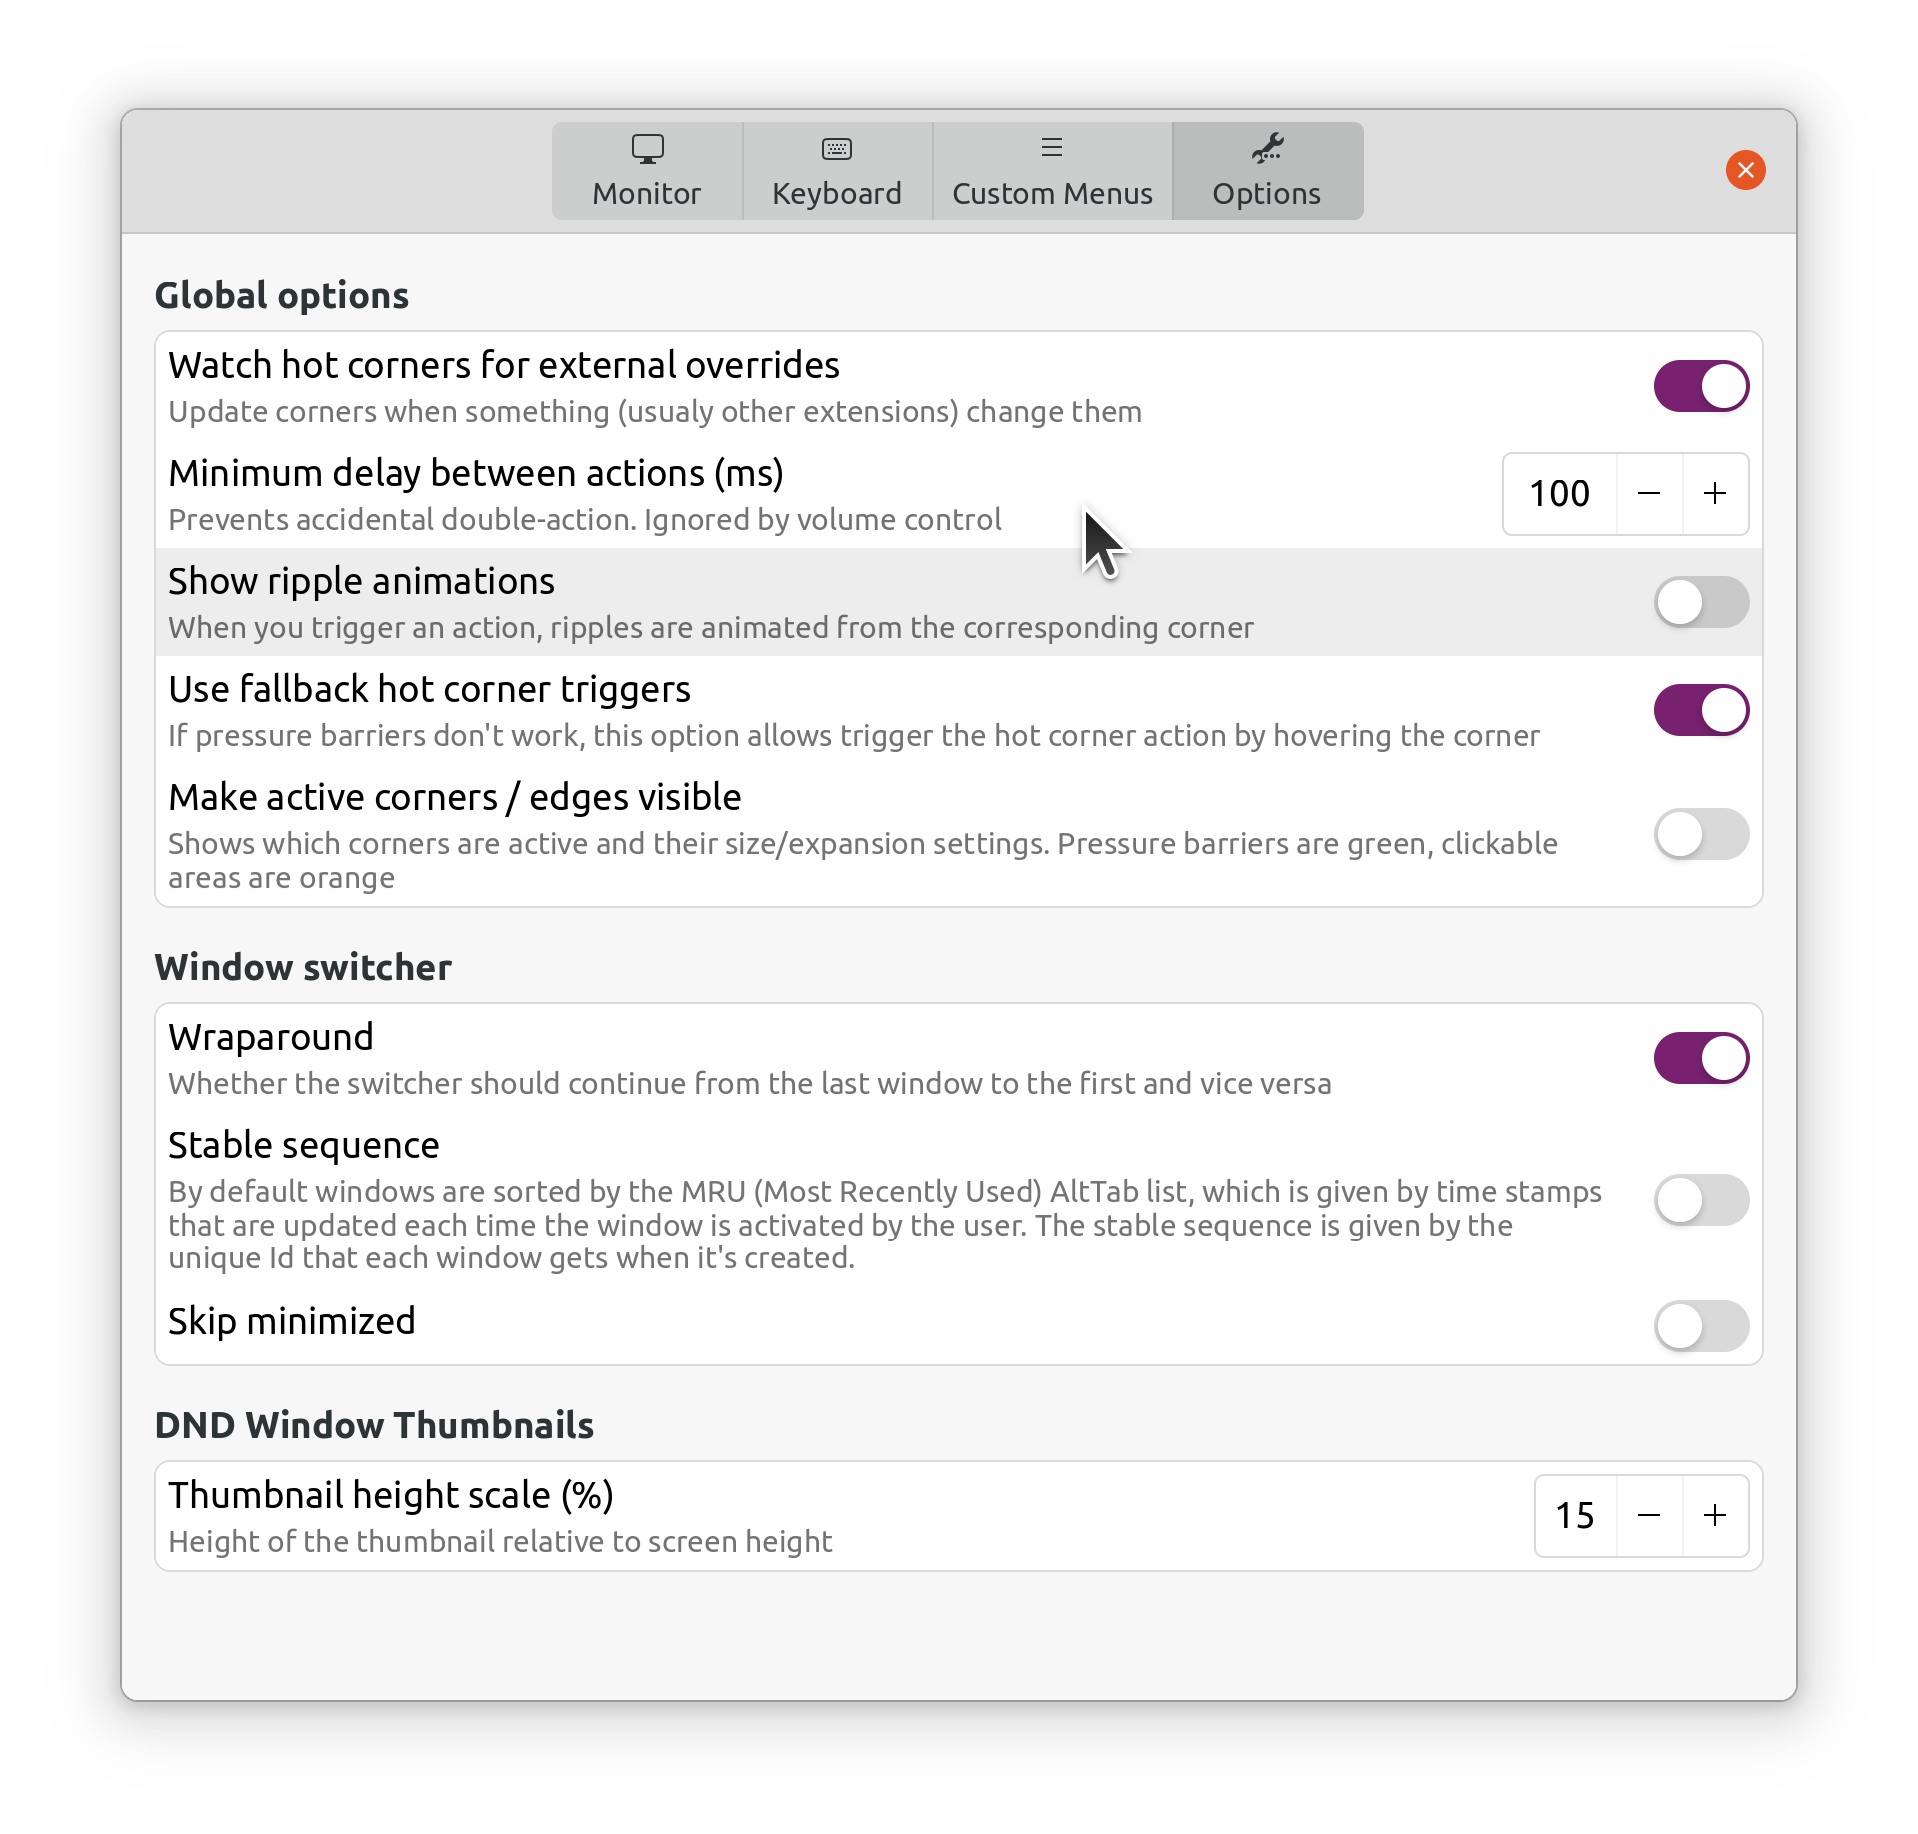 Monitor
Keyboard
Custom Menus
Options
Global options
Watch hot corners for external overrides
Update corners when something (usualy other extensions) change them
Minimum delay between actions (ms)
100
Prevents accidental double-action. Ignored by volume control
Show ripple animations
When you trigger an action, ripples are animated from the corresponding corner
Use fallback hot corner triggers
If pressure barriers don't work, this option allows trigger the hot corner action by hovering the corner
Make active corners / edges visible
Shows which corners are active and their size/expansion settings. Pressure barriers are green, clickable
areas are orange
Window switcher
Wraparound
Whether the switcher should continue from the last window to the first and vice versa
Stable sequence
By default windows are sorted by the MRU (Most Recently Used) AltTab list, which is given by time stamps
that are updated each time the window is activated by the user. The stable sequence is given by the
unique Id that each window gets when it's created.
Skip minimized
DND Window Thumbnails
Thumbnail height scale (%)
15
Height of the thumbnail relative to screen height